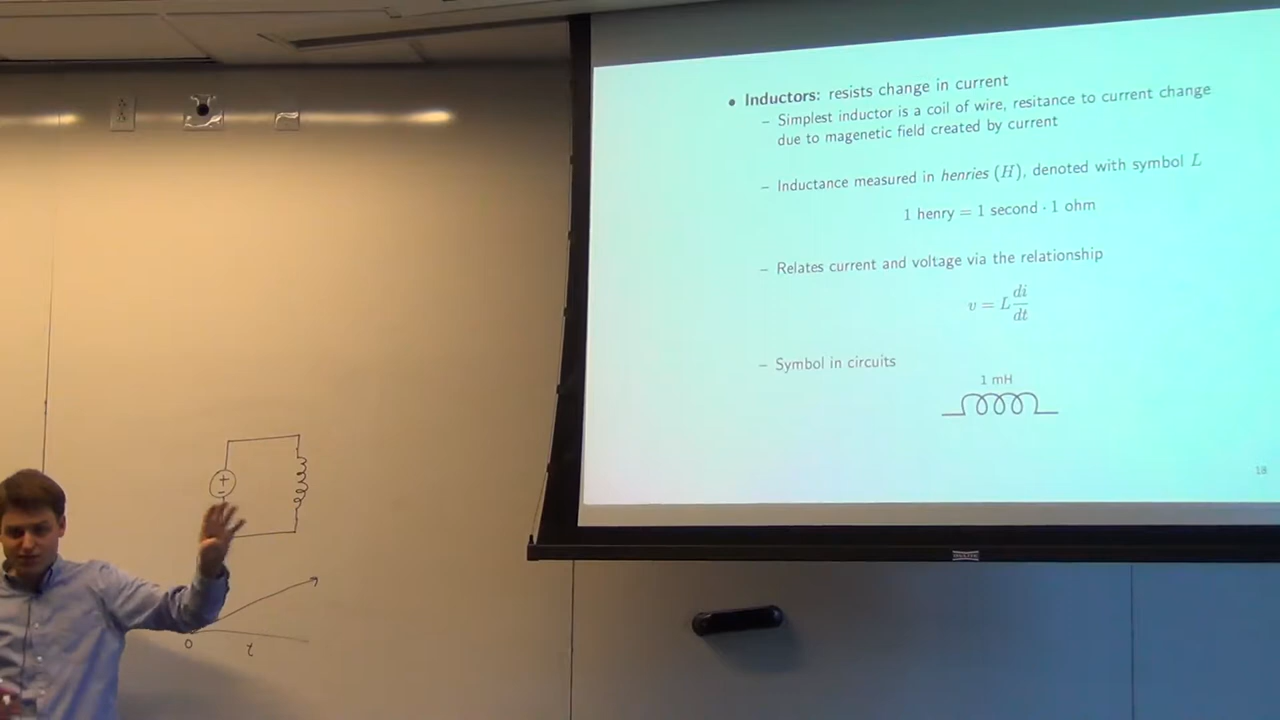 • Inductors: resists change in current
– Simplest inductor is a coil of wire, resitance to current change
due to magenetic field created by current
– Inductance measured in henries (H), denoted with symbol L
1 henry = 1 second · 1 ohm
– Relates current and voltage via the relationship
v = L di/dt
– Symbol in circuits
1 mH
18
+
-
0
t